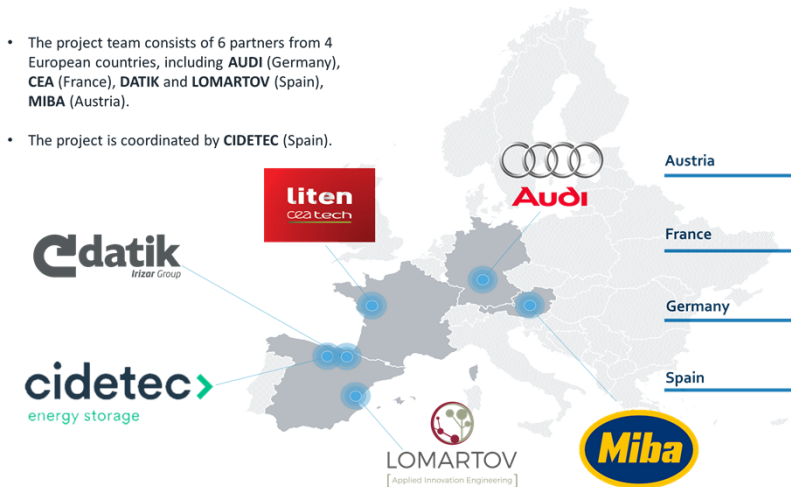 • The project team consists of 6 partners from 4
European countries, including AUDI (Germany),
CEA (France), DATIK and LOMARTOV (Spain),
MIBA (Austria).
• The project is coordinated by CIDETEC (Spain).
Audi
liten
ceatech
datik
Irizar Group
cidetec
energy storage
LOMARTOV
[Applied Innovation Engineering]
Miba
Austria
France
Germany
Spain